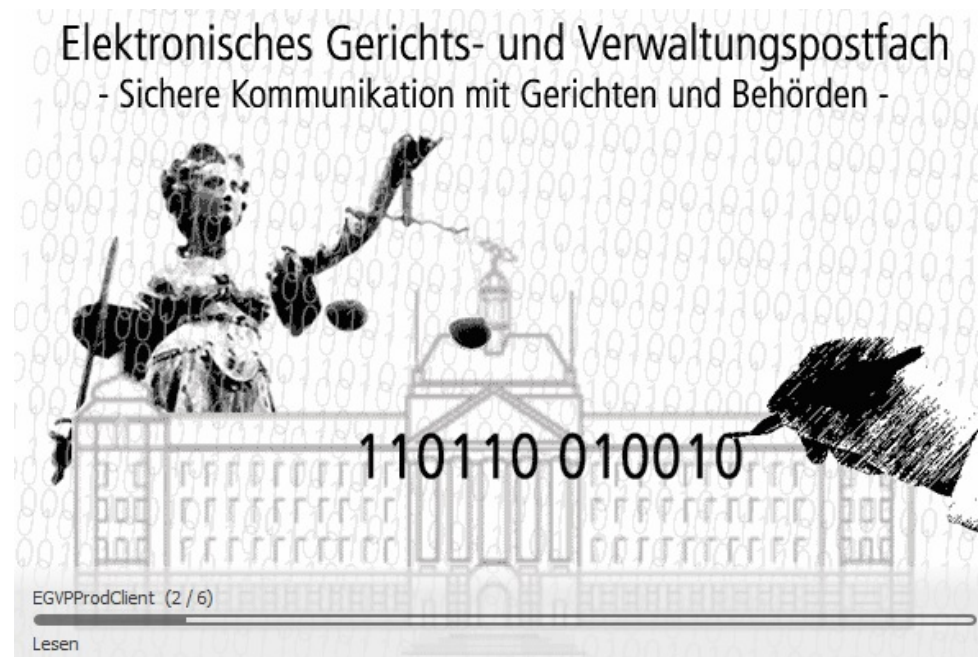 Elektronisches Gerichts- und Verwaltungspostfach
- Sichere Kommunikation mit Gerichten und Behörden -
110110 010010
EGVPProdClient (2 / 6)
Lesen